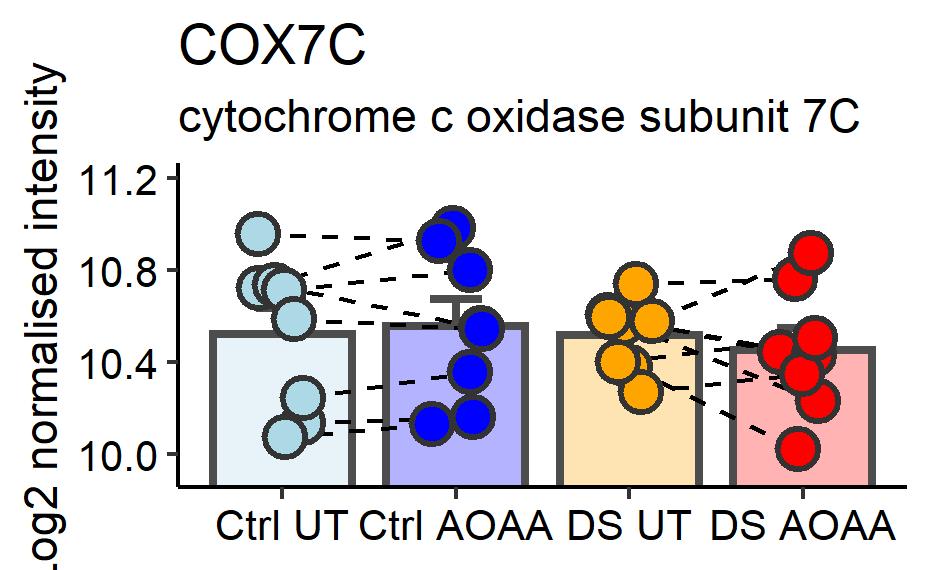 COX7C
cytochrome c oxidase subunit 7C
Log2 normalised intensity
11.2
10.8
10.4
10.0
Ctrl UT Ctrl AOAA DS UT DS AOAA